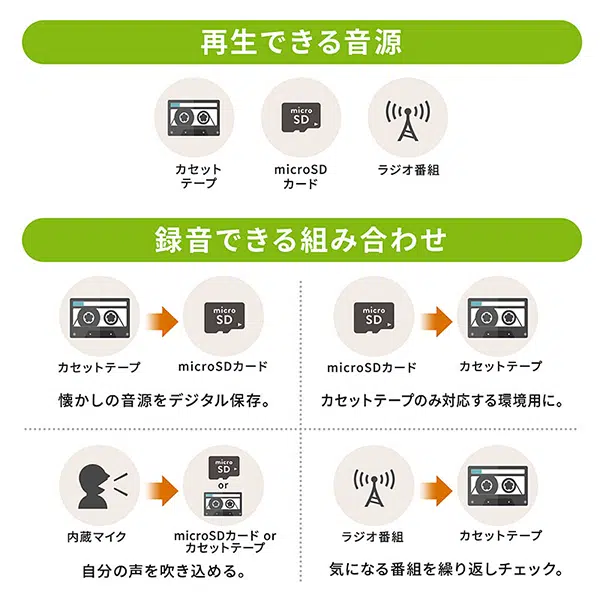 再生できる音源
micro
SD
カセット
テープ
microSD
カード
ラジオ番組
録音できる組み合わせ
micro
SD
カセットテープ
microSDカード
懐かしの音源をデジタル保存。
micro
SD
microSDカード
カセットテープ
カセットテープのみ対応する環境用に。
micro
SD
or
内蔵マイク
microSDカード or
カセットテープ
自分の声を吹き込める。
ラジオ番組
カセットテープ
気になる番組を繰り返しチェック。